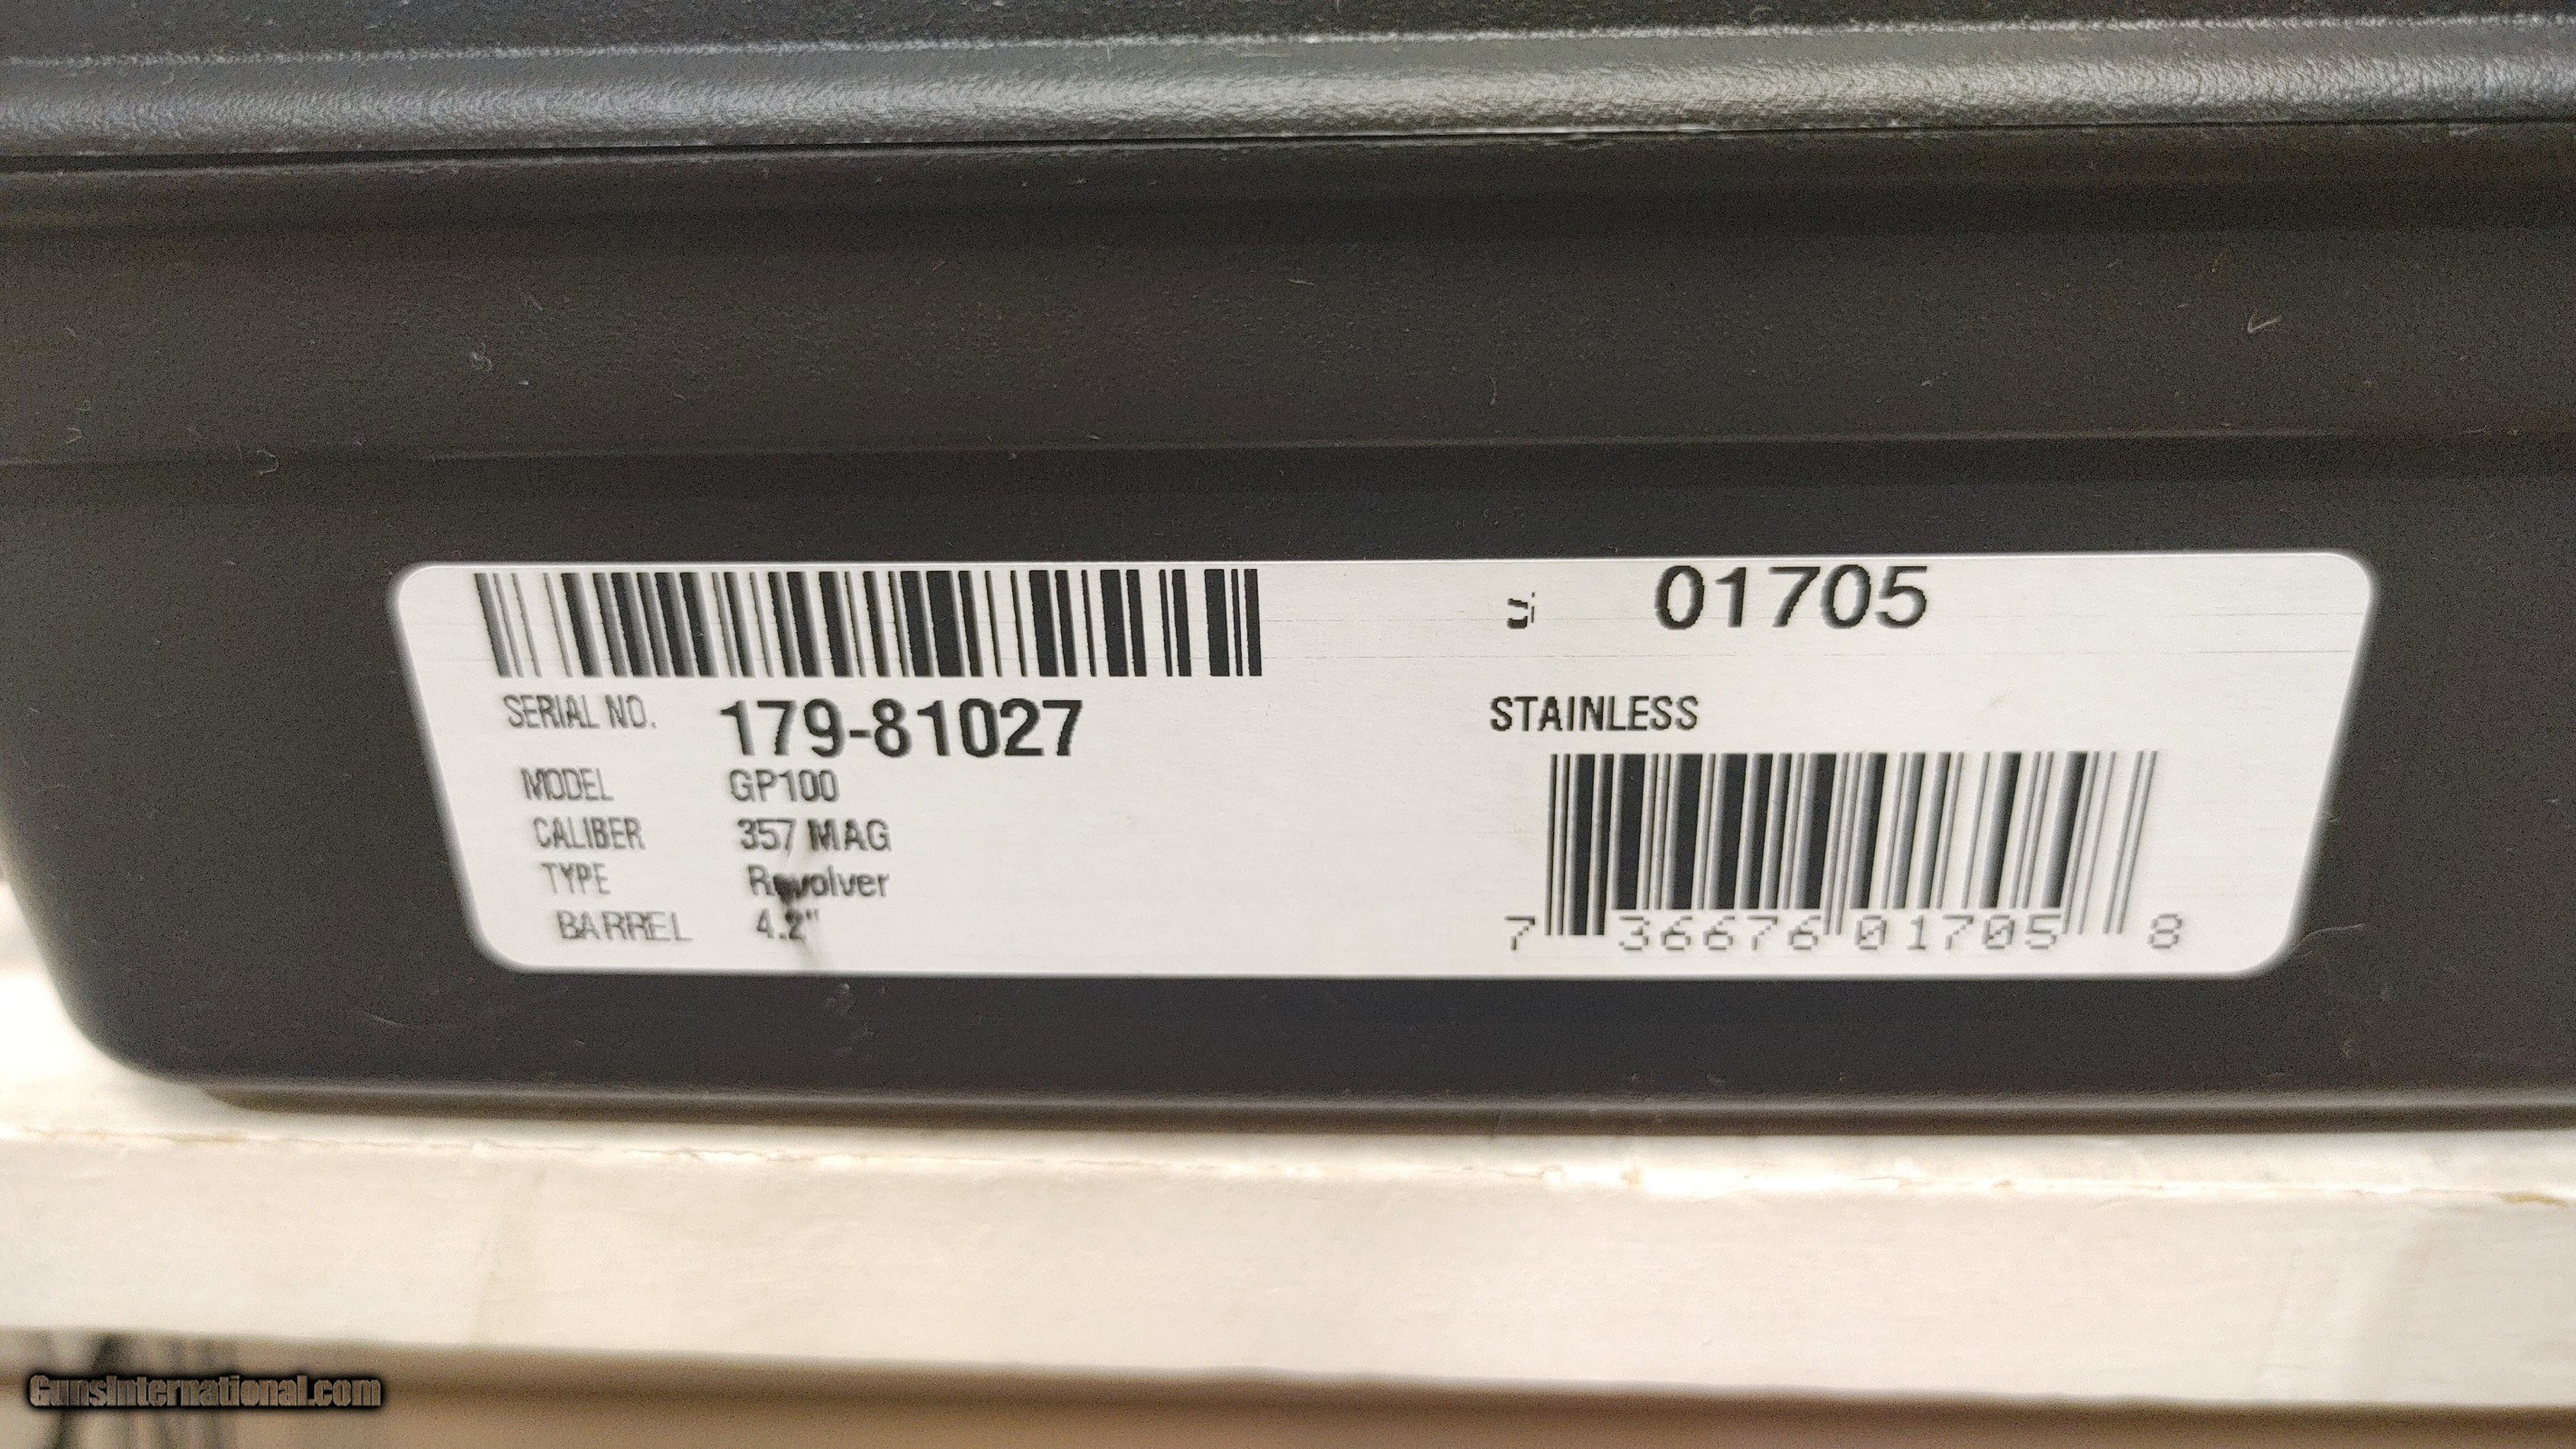 01705
SERIAL NO. 179-81027
STAINLESS
MODEL GP100
CALIBER 357 MAG
TYPE Revolver
BARREL 4.2"
7 36676 01705 8
GunsInternational.com